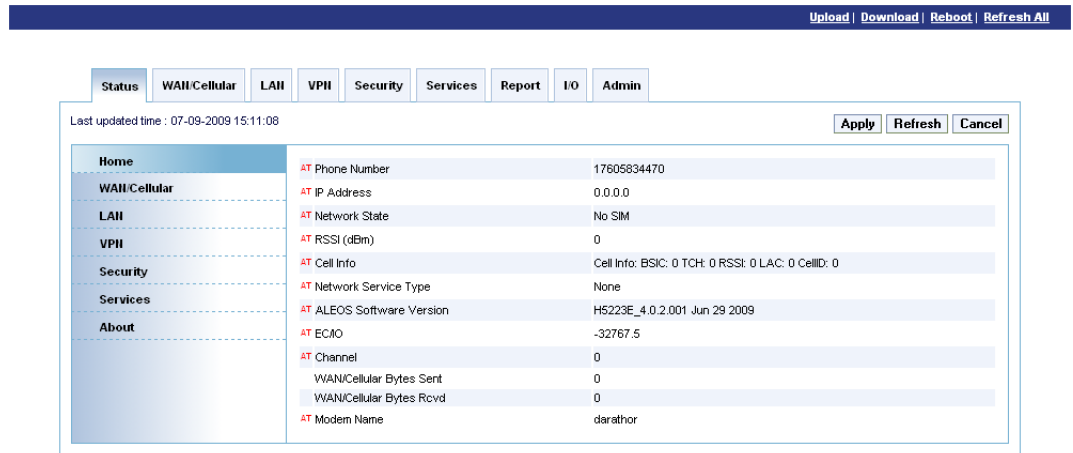 Upload | Download | Reboot | Refresh All
Status WAN/Cellular LAN VPN Security Services Report I/O Admin
Last updated time : 07-09-2009 15:11:08
Apply Refresh Cancel
Home
WAN/Cellular
LAN
VPN
Security
Services
About
AT Phone Number 17605834470
AT IP Address 0.0.0.0
AT Network State No SIM
AT RSSI (dBm) 0
AT Cell Info Cell Info: BSIC: 0 TCH: 0 RSSI: 0 LAC: 0 CellID: 0
AT Network Service Type None
AT ALEOS Software Version H5223E_4.0.2.001 Jun 29 2009
AT EC/IO -32767.5
AT Channel 0
WAN/Cellular Bytes Sent 0
WAN/Cellular Bytes Rcvd 0
AT Modem Name darathor